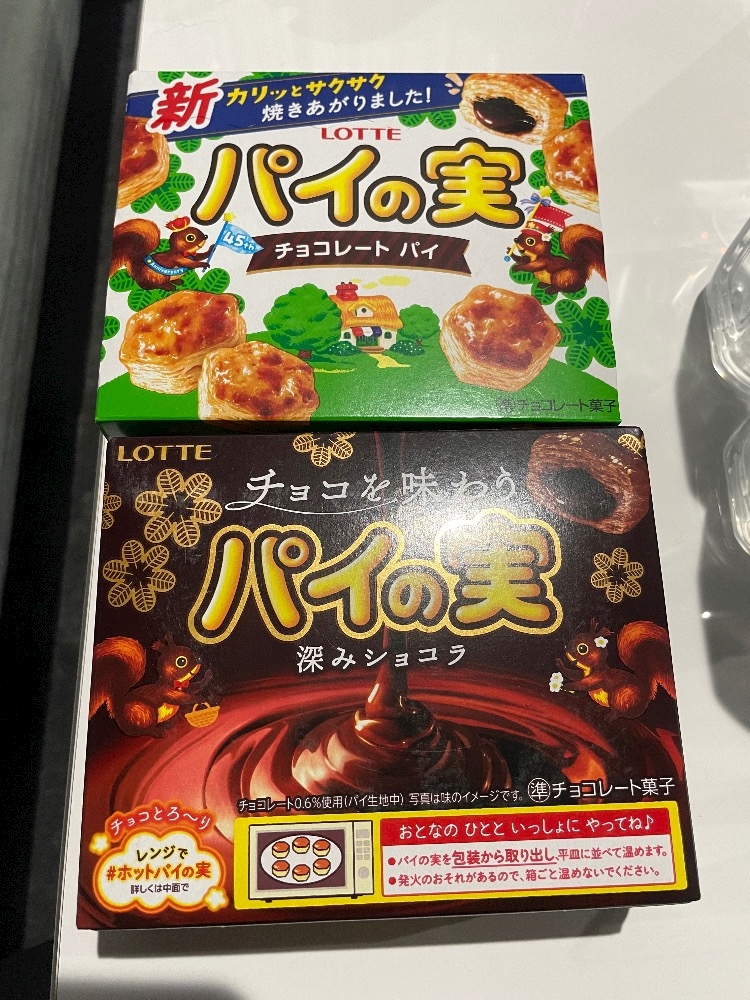 新
カリッとサクサク
焼きあがりました!
LOTTE
パイの実
45th
チョコレート パイ
㊜チョコレート菓子
LOTTE
チョコを味わう
パイの実
深みショコラ
チョコレート0.6%使用(パイ生地中) 写真は味のイメージです。
準チョコレート菓子
チョコとろ〜り
レンジで
#ホットパイの実
詳しくは中面で
おとなの ひとと いっしょに やってね♪
●パイの実を包装から取り出し、平皿に並べて温めます。
●発火のおそれがあるので、箱ごと温めないでください。